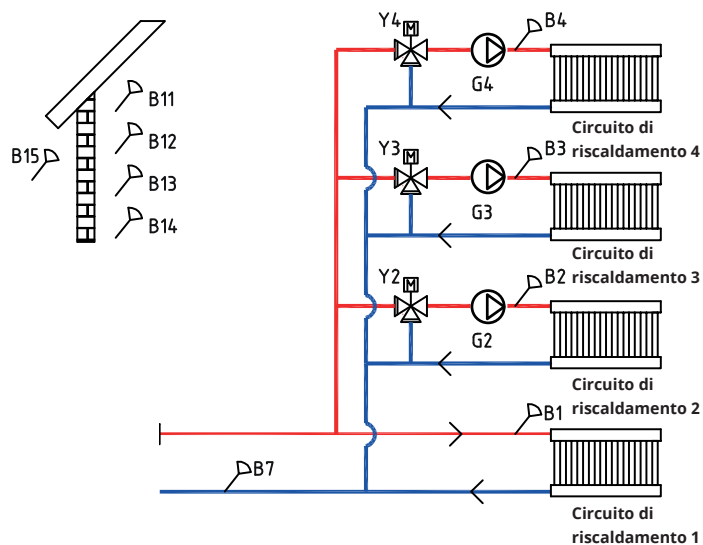 Y4
M
B4
G4
Circuito di
riscaldamento 4
B11
B12
B13
B14
B15
Y3
M
B3
G3
Circuito di
riscaldamento 3
Y2
M
B2
G2
Circuito di
riscaldamento 2
B1
B7
Circuito di
riscaldamento 1